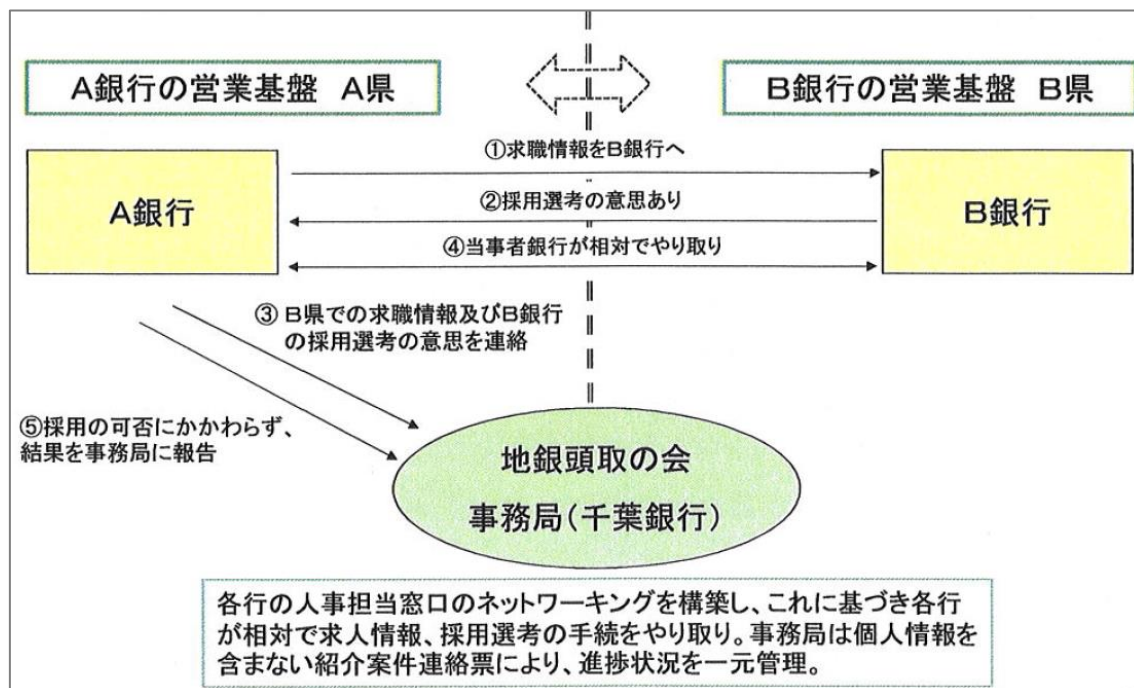 A銀行の営業基盤 A県
B銀行の営業基盤 B県
①求職情報をB銀行へ
A銀行
②採用選考の意思あり
B銀行
④当事者銀行が相対でやり取り
③ B県での求職情報及びB銀行
の採用選考の意思を連絡
⑤採用の可否にかかわらず、
結果を事務局に報告
地銀頭取の会
事務局(千葉銀行)
各行の人事担当窓口のネットワーキングを構築し、これに基づき各行
が相対で求人情報、採用選考の手続をやり取り。事務局は個人情報を
含まない紹介案件連絡票により、進捗状況を一元管理。